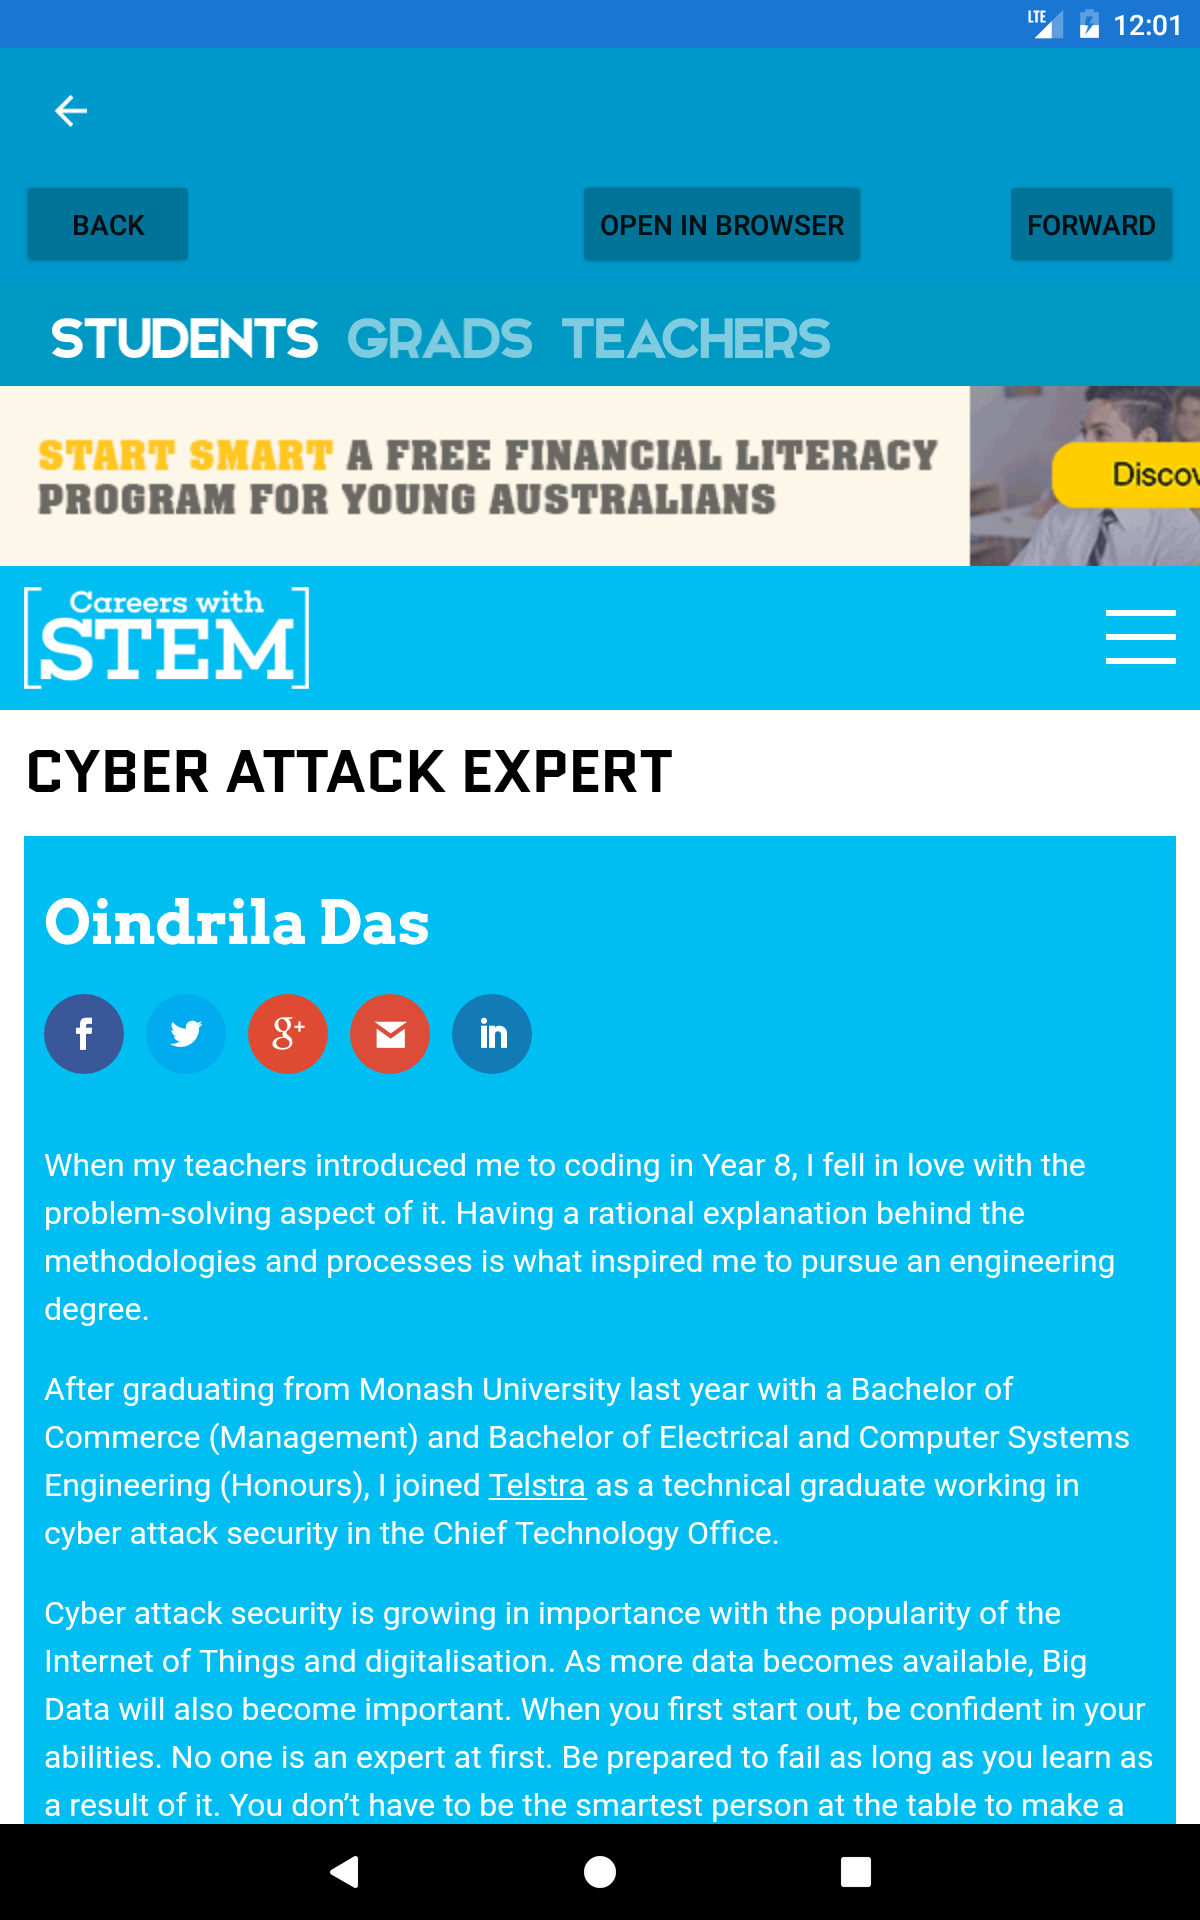 LTE 12:01
BACK OPEN IN BROWSER FORWARD
STUDENTS GRADS TEACHERS
START SMART A FREE FINANCIAL LITERACY
PROGRAM FOR YOUNG AUSTRALIANS
Discov
Careers with
STEM
CYBER ATTACK EXPERT
Oindrila Das
f g+ in
When my teachers introduced me to coding in Year 8, I fell in love with the
problem-solving aspect of it. Having a rational explanation behind the
methodologies and processes is what inspired me to pursue an engineering
degree.
After graduating from Monash University last year with a Bachelor of
Commerce (Management) and Bachelor of Electrical and Computer Systems
Engineering (Honours), I joined Telstra as a technical graduate working in
cyber attack security in the Chief Technology Office.
Cyber attack security is growing in importance with the popularity of the
Internet of Things and digitalisation. As more data becomes available, Big
Data will also become important. When you first start out, be confident in your
abilities. No one is an expert at first. Be prepared to fail as long as you learn as
a result of it. You don’t have to be the smartest person at the table to make a